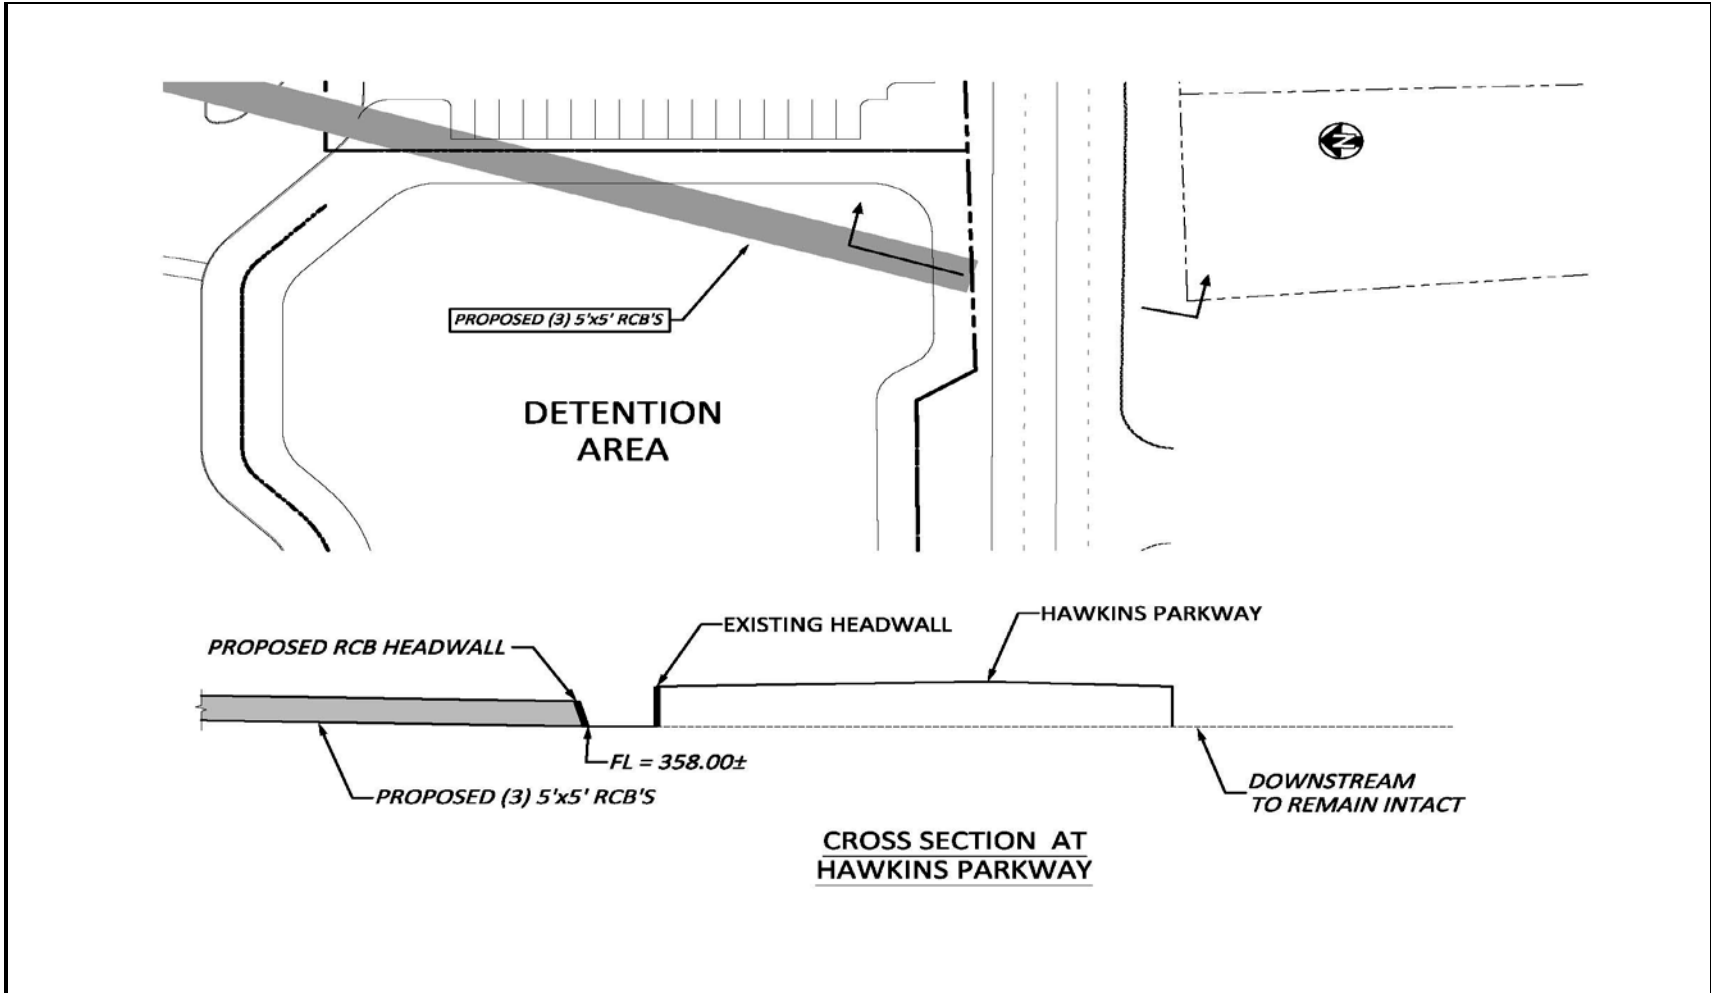 N
PROPOSED (3) 5'x5' RCB'S
DETENTION
AREA
EXISTING HEADWALL
HAWKINS PARKWAY
PROPOSED RCB HEADWALL
FL = 358.00±
PROPOSED (3) 5'x5' RCB'S
DOWNSTREAM
TO REMAIN INTACT
CROSS SECTION AT
HAWKINS PARKWAY